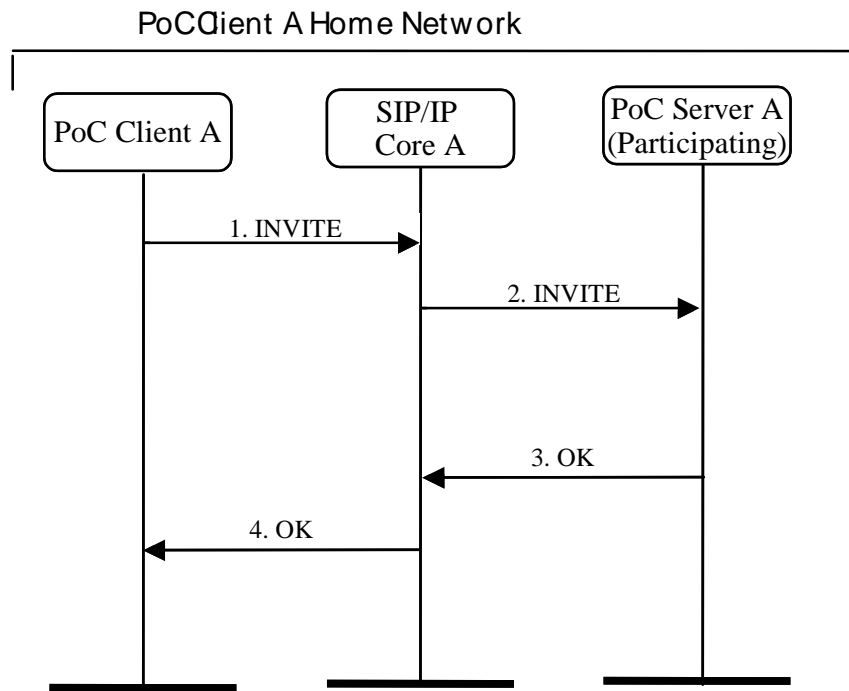 PoCClient A Home Network
PoC Client A
SIP/IP
Core A
PoC Server A
(Participating)
1. INVITE
2. INVITE
3. OK
4. OK